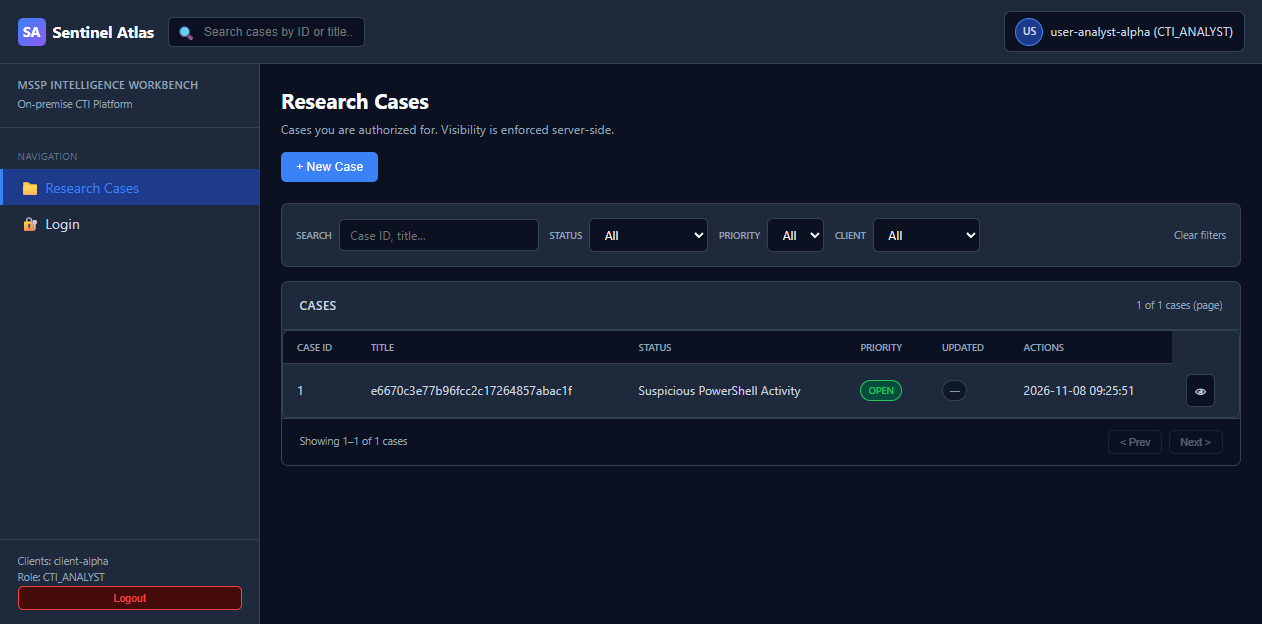 SA Sentinel Atlas Search cases by ID or title.. US user-analyst-alpha (CTI_ANALYST)
MSSP INTELLIGENCE WORKBENCH
On-premise CTI Platform
NAVIGATION
Research Cases
Login
Clients: client-alpha
Role: CTI_ANALYST
Logout
Research Cases
Cases you are authorized for. Visibility is enforced server-side.
+ New Case
SEARCH Case ID, title... STATUS All PRIORITY All CLIENT All Clear filters
CASES 1 of 1 cases (page)
CASE ID TITLE STATUS PRIORITY UPDATED ACTIONS
1 e6670c3e77b96fcc2c17264857abac1f Suspicious PowerShell Activity OPEN — 2026-11-08 09:25:51
Showing 1–1 of 1 cases < Prev Next >